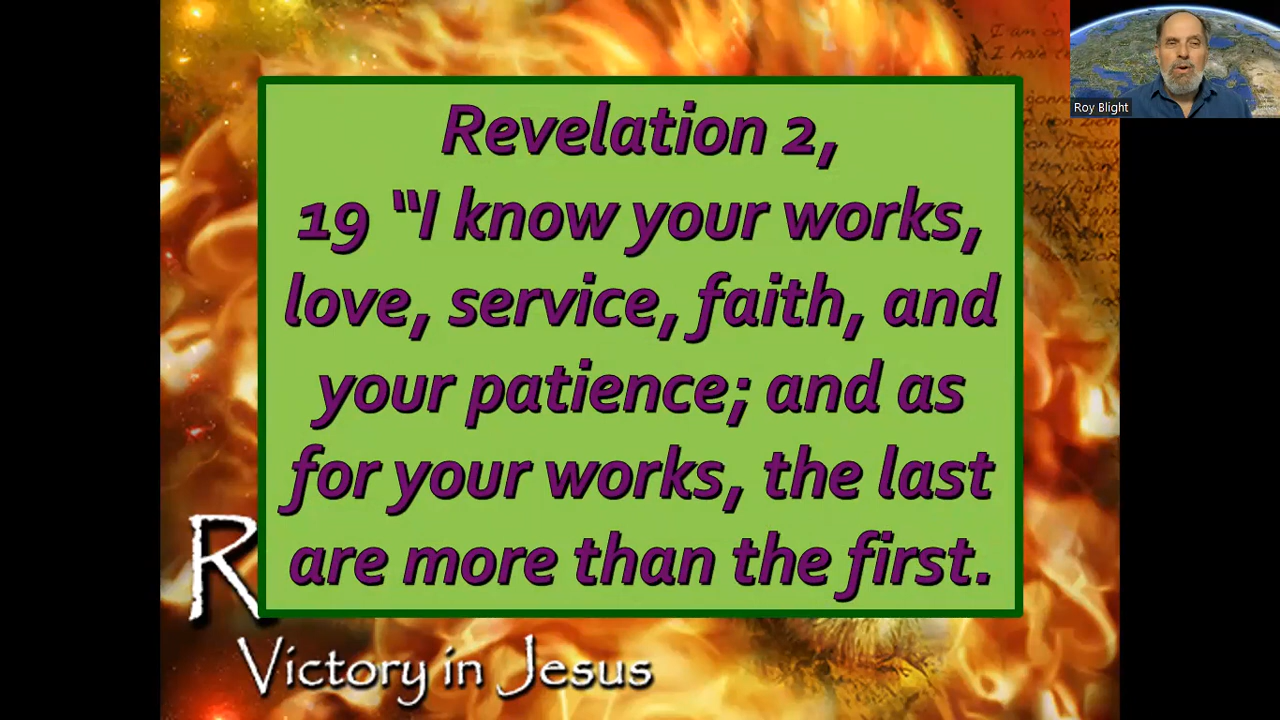 Revelation 2,
19 “I know your works,
love, service, faith, and
your patience; and as
for your works, the last
are more than the first.
R
Victory in Jesus
Roy Blight